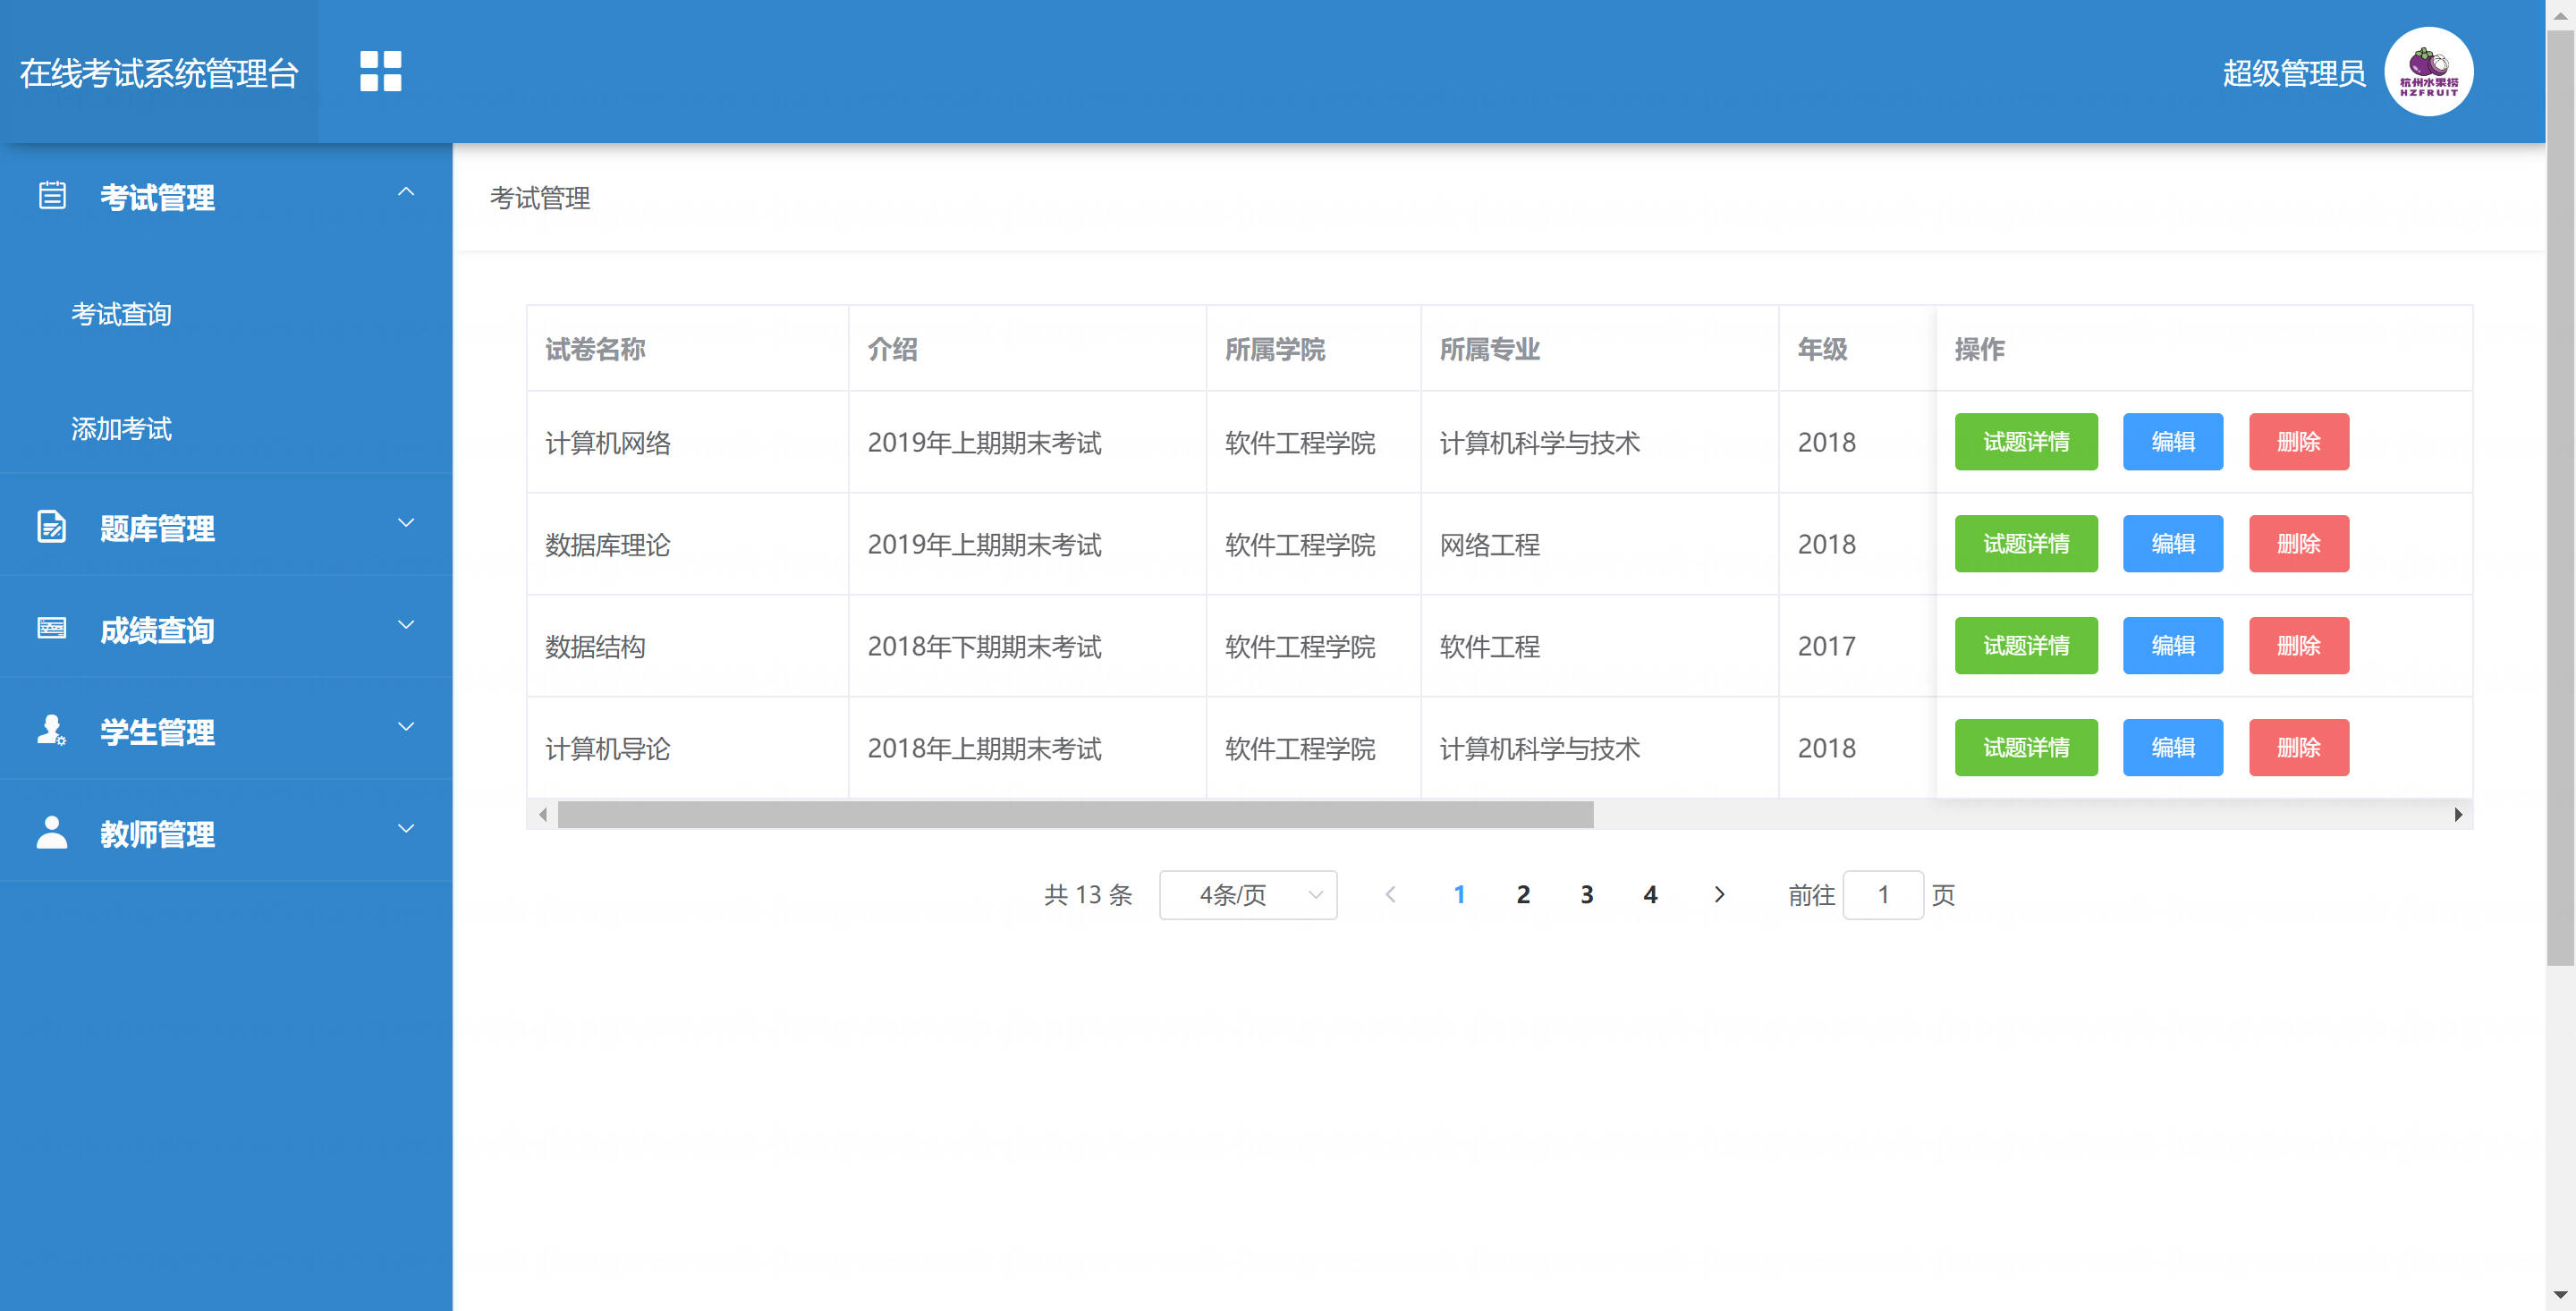 在线考试系统管理台
超级管理员
杭州水果捞
HZFRUIT
考试管理
考试查询
添加考试
题库管理
成绩查询
学生管理
教师管理
考试管理
试卷名称 介绍 所属学院 所属专业 年级 操作
计算机网络 2019年上期期末考试 软件工程学院 计算机科学与技术 2018 试题详情 编辑 删除
数据库理论 2019年上期期末考试 软件工程学院 网络工程 2018 试题详情 编辑 删除
数据结构 2018年下期期末考试 软件工程学院 软件工程 2017 试题详情 编辑 删除
计算机导论 2018年上期期末考试 软件工程学院 计算机科学与技术 2018 试题详情 编辑 删除
共 13 条 4条/页 1 2 3 4 前往 1 页